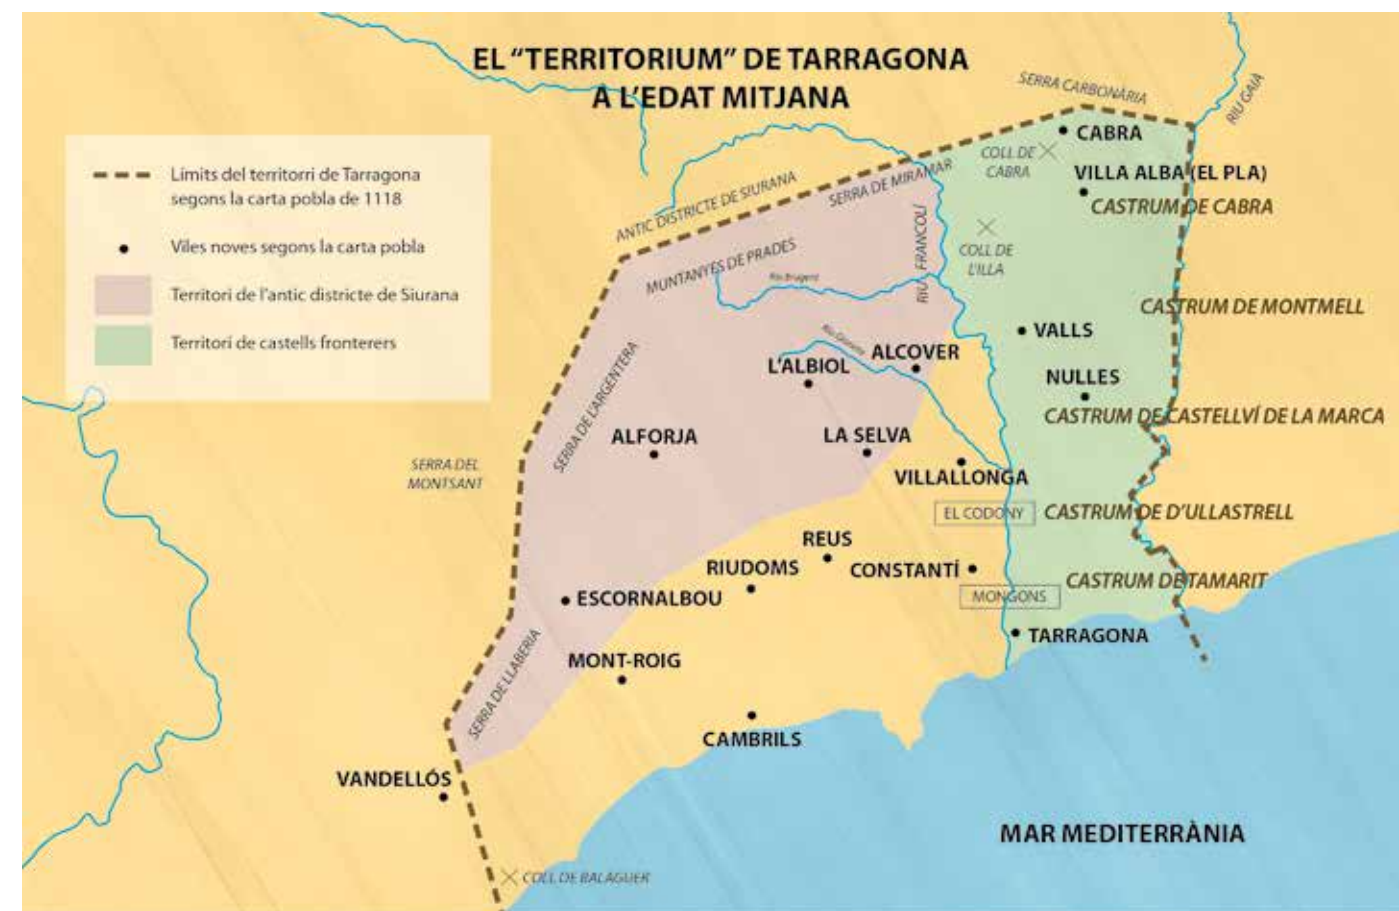 EL “TERRITORIUM” DE TARRAGONA
A L’EDAT MITJANA
Límits del territorri de Tarragona
segons la carta pobla de 1118
Viles noves segons la carta pobla
Territori de l'antic districte de Siurana
Territori de castells fronterers
SERRA CARBONÀRIA
RIU GAIÀ
CABRA
COLL DE
CABRA
VILLA ALBA (EL PLA)
CASTRUM DE CABRA
ANTIC DISTRICTE DE SIURANA
SERRA DE MIRAMAR
MUNTANYES DE PRADES
Riu Brugent
RIU FRANCOLÍ
COLL DE
L'ILLA
CASTRUM DE MONTMELL
VALLS
Riu
L’ALBIOL
ALCOVER
NULLES
CASTRUM DE CASTELLVÍ DE LA MARCA
SERRA DE L'ARGENTERA
ALFORJA
LA SELVA
SERRA DEL
MONTSANT
VILLALLONGA
EL CODONY
CASTRUM DE D’ULLASTRELL
REUS
RIUDOMS
CONSTANTÍ
CASTRUM DE TAMARIT
ESCORNALBOU
MONGONS
TARRAGONA
SERRA DE LLABERIA
MONT-ROIG
CAMBRILS
VANDELLÓS
MAR MEDITERRÀNIA
COLL DE BALAGUER